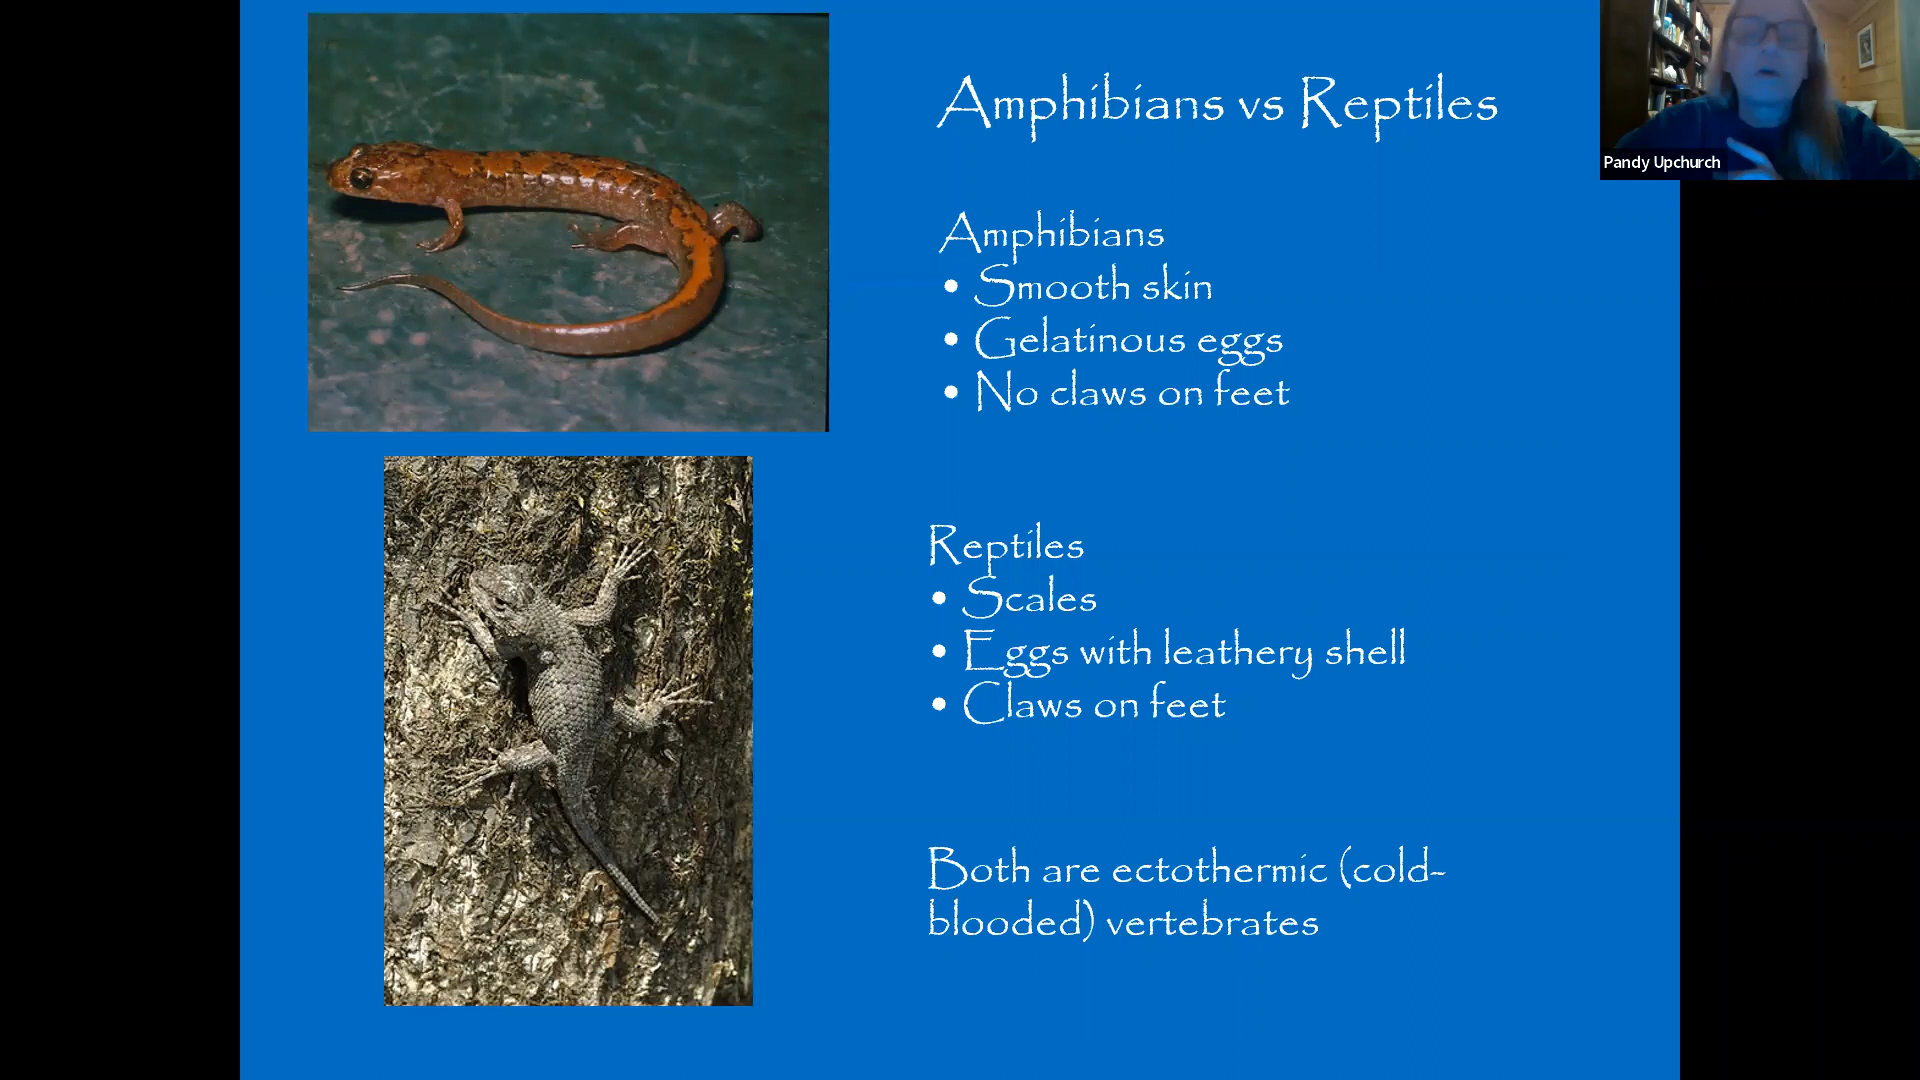 Amphibians vs Reptiles
Pandy Upchurch
Amphibians
• Smooth skin
• Gelatinous eggs
• No claws on feet
Reptiles
• Scales
• Eggs with leathery shell
• Claws on feet
Both are ectothermic (cold-
blooded) vertebrates